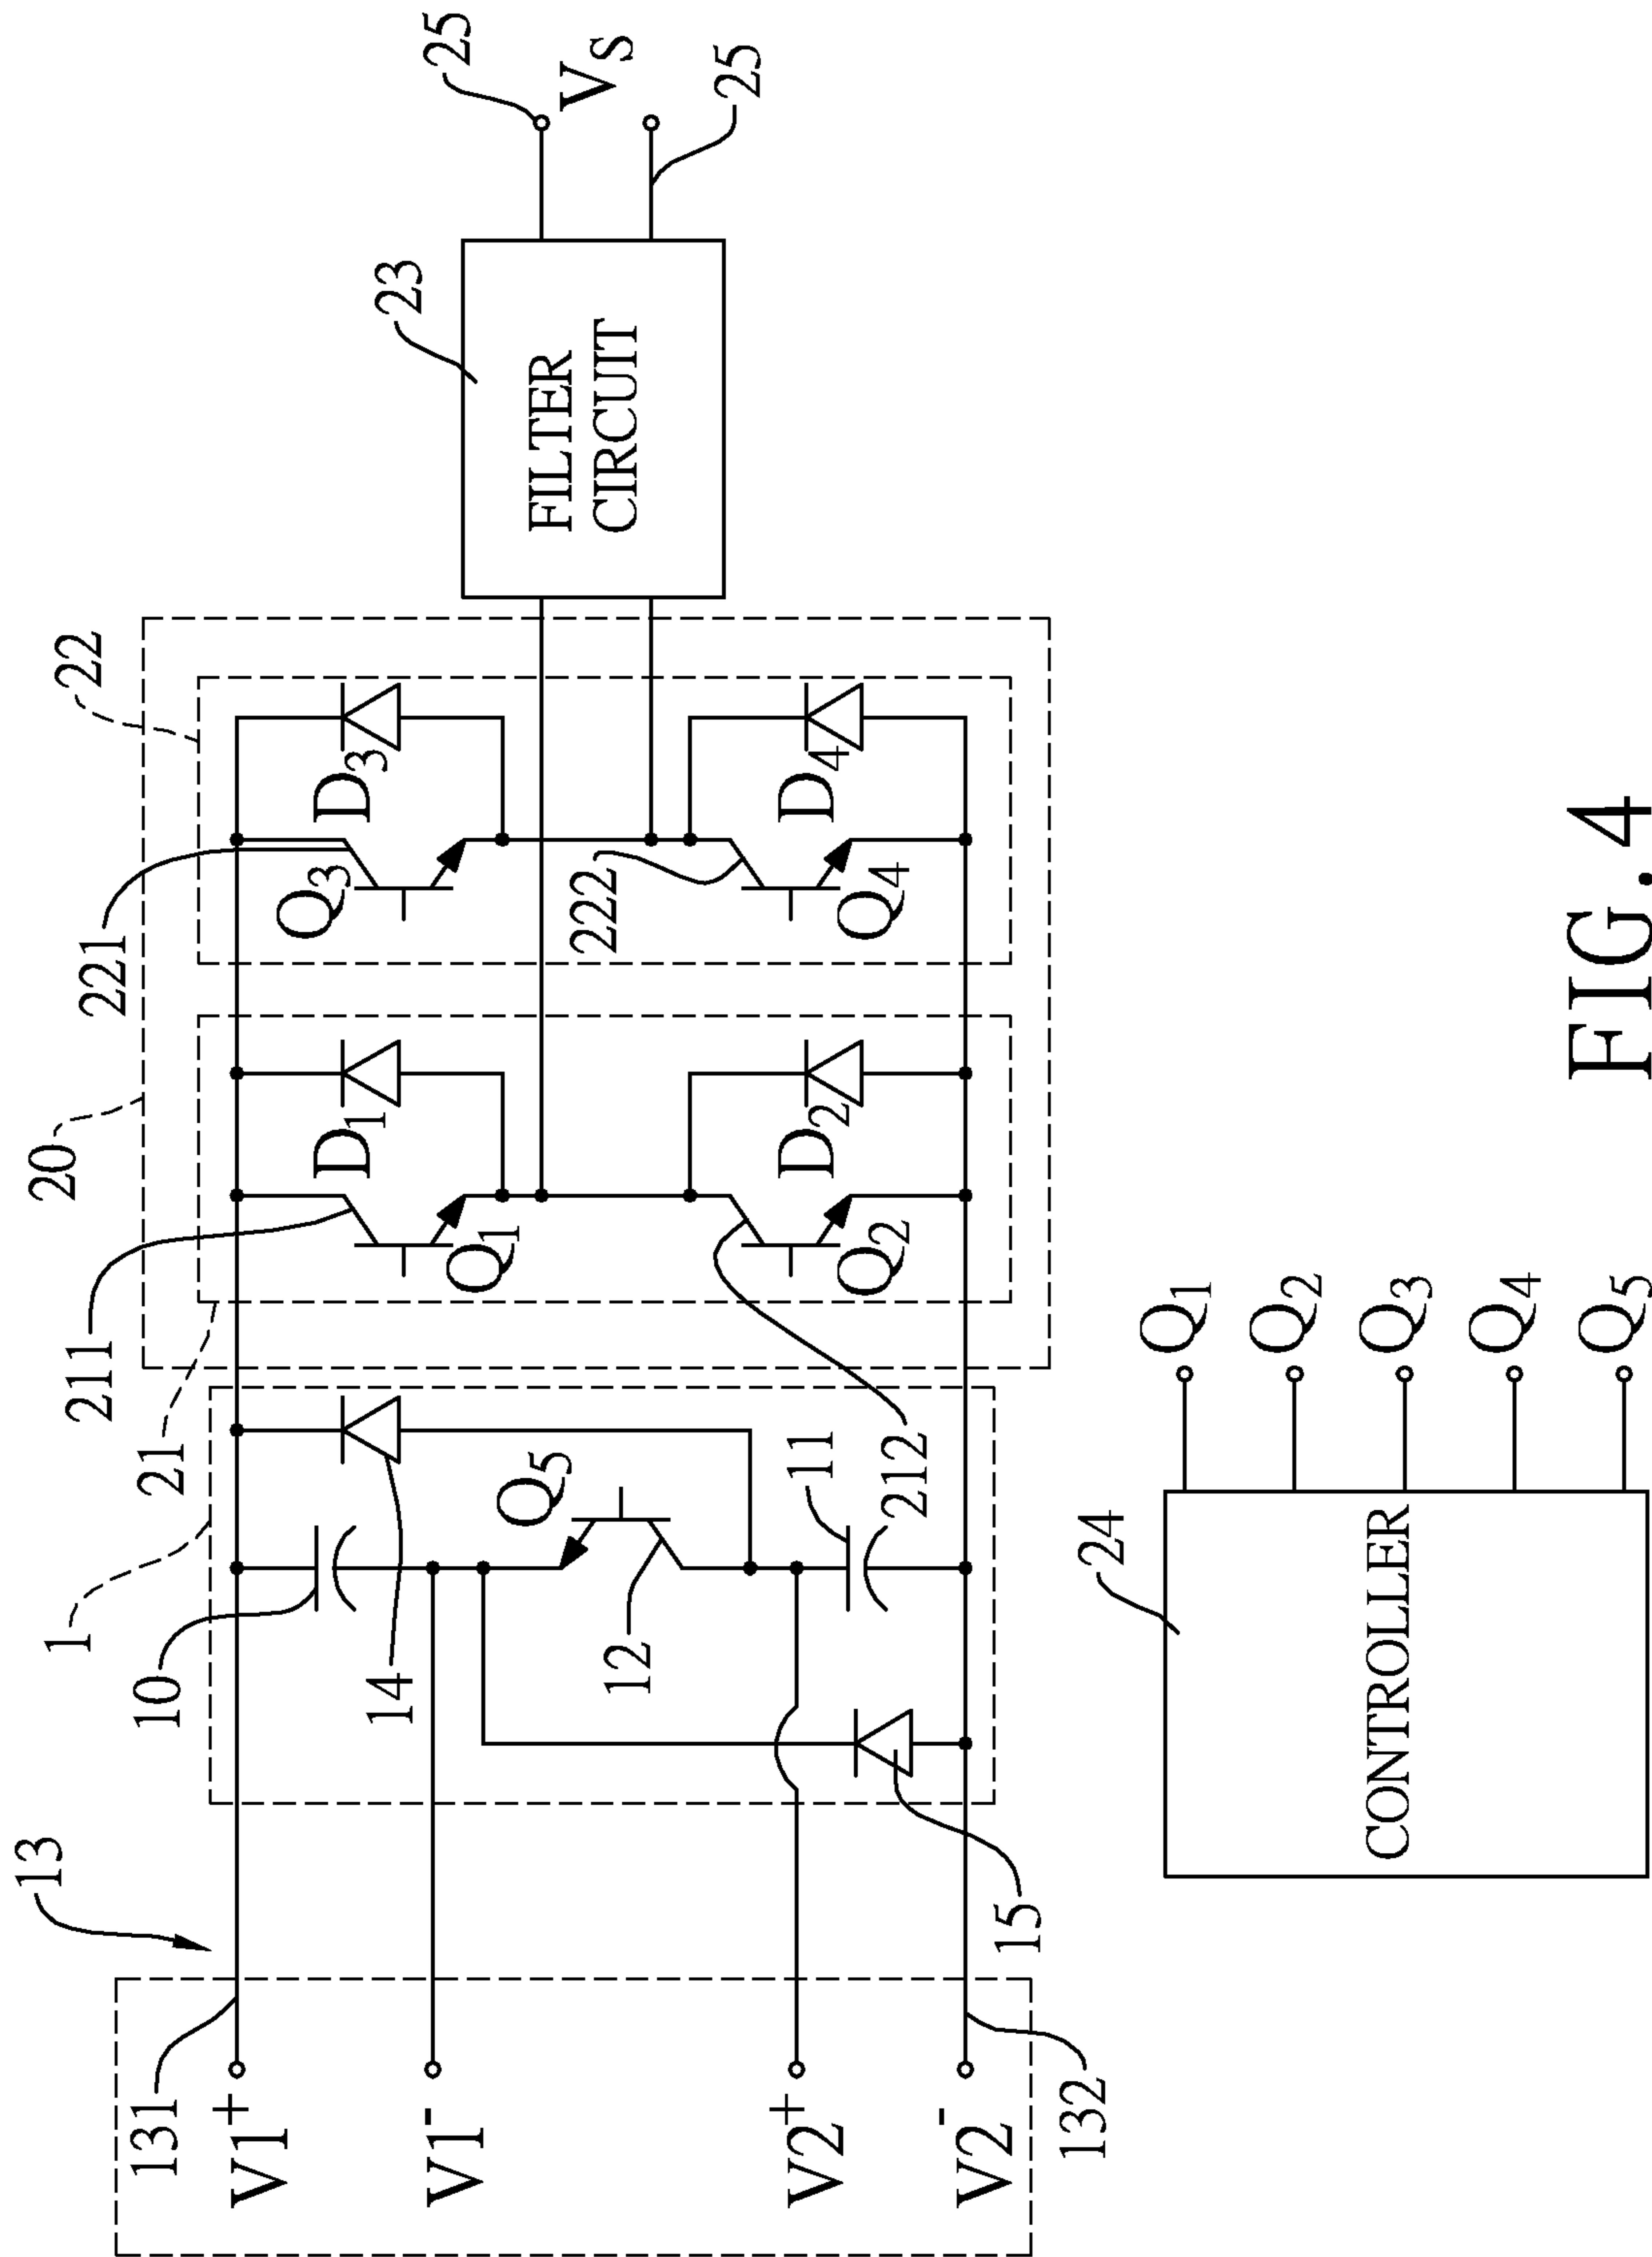 13
131
V1+
V1-
V2+
V2-
132
1
10
14
Q5
12
11
15
20
21
211
D1
Q1
D2
Q2
212
22
221
D3
Q3
222
D4
Q4
23
FILTER
CIRCUIT
25
VS
25
24
CONTROLLER
Q1
Q2
Q3
Q4
Q5
FIG.4